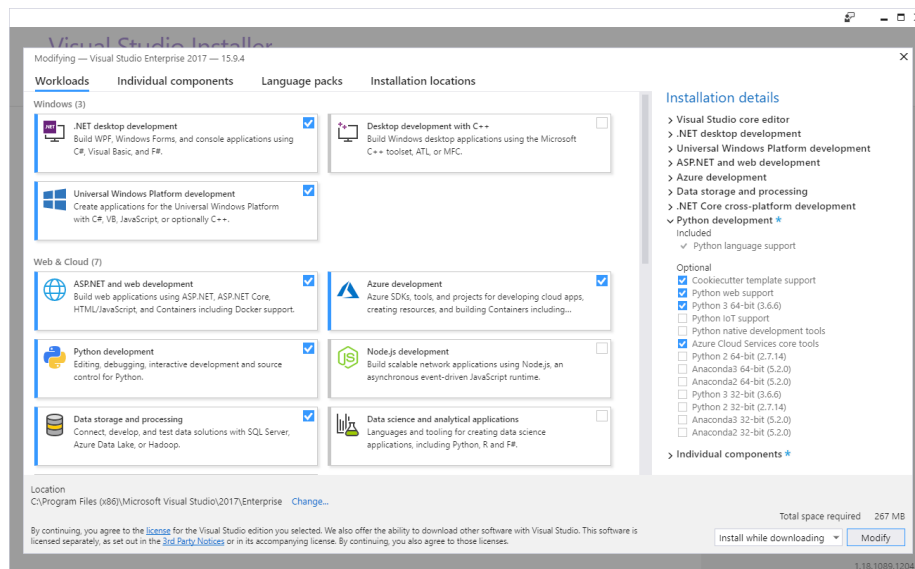 Visual Studio Installer
Modifying — Visual Studio Enterprise 2017 — 15.9.4
Workloads
Individual components
Language packs
Installation locations
Windows (3)
.NET desktop development
Build WPF, Windows Forms, and console applications using
C#, Visual Basic, and F#.
Desktop development with C++
Build Windows desktop applications using the Microsoft
C++ toolset, ATL, or MFC.
Universal Windows Platform development
Create applications for the Universal Windows Platform
with C#, VB, JavaScript, or optionally C++.
Web & Cloud (7)
ASP.NET and web development
Build web applications using ASP.NET, ASP.NET Core,
HTML/JavaScript, and Containers including Docker support.
Azure development
Azure SDKs, tools, and projects for developing cloud apps,
creating resources, and building Containers including...
Python development
Editing, debugging, interactive development and source
control for Python.
Node.js development
Build scalable network applications using Node.js, an
asynchronous event-driven JavaScript runtime.
Data storage and processing
Connect, develop, and test data solutions with SQL Server,
Azure Data Lake, or Hadoop.
Data science and analytical applications
Languages and tooling for creating data science
applications, including Python, R and F#.
Installation details
Visual Studio core editor
.NET desktop development
Universal Windows Platform development
ASP.NET and web development
Azure development
Data storage and processing
.NET Core cross-platform development
Python development *
Included
Python language support
Optional
Cookiecutter template support
Python web support
Python 3 64-bit (3.6.6)
Python IoT support
Python native development tools
Azure Cloud Services core tools
Python 2 64-bit (2.7.14)
Anaconda3 64-bit (5.2.0)
Anaconda2 64-bit (5.2.0)
Python 3 32-bit (3.6.6)
Python 2 32-bit (2.7.14)
Anaconda3 32-bit (5.2.0)
Anaconda2 32-bit (5.2.0)
Individual components *
Location
C:\Program Files (x86)\Microsoft Visual Studio\2017\Enterprise Change...
By continuing, you agree to the license for the Visual Studio edition you selected. We also offer the ability to download other software with Visual Studio. This software is
licensed separately, as set out in the 3rd Party Notices or in its accompanying license. By continuing, you also agree to those licenses.
Total space required 267 MB
Install while downloading
Modify
1.18.1089.1204